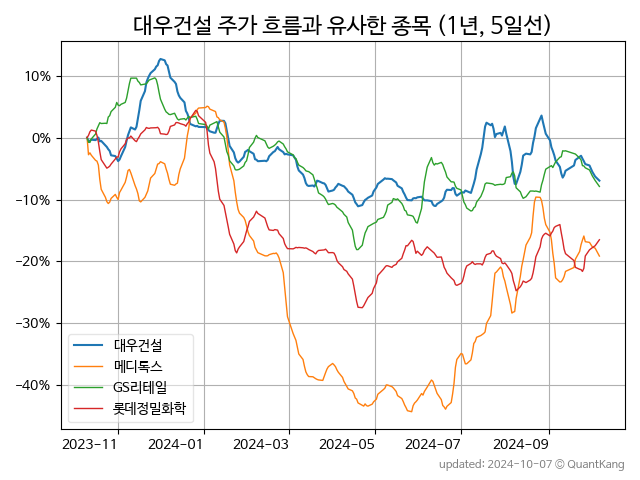 대우건설 주가 흐름과 유사한 종목 (1년, 5일선)
10%
0%
−10%
−20%
−30%
−40%
대우건설
메디톡스
GS리테일
롯데정밀화학
2023−11
2024−01
2024−03
2024−05
2024−07
2024−09
updated: 2024-10-07 © QuantKang